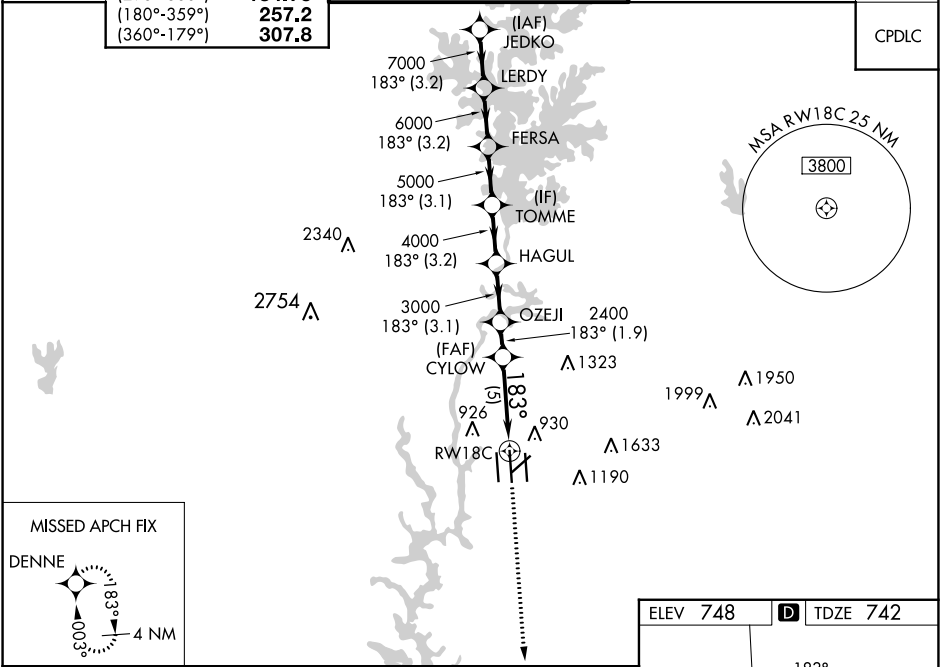 (180°-359°) 257.2
(360°-179°) 307.8
CPDLC
(IAF)
JEDKO
7000
183° (3.2)
LERDY
6000
183° (3.2)
FERSA
5000
183° (3.1)
(IF)
TOMME
4000
183° (3.2)
HAGUL
3000
183° (3.1)
OZEJI
2400
183° (1.9)
(FAF)
CYLOW
183°
(5)
RW18C
2340
2754
1323
1950
1999
2041
926
930
1633
1190
MSA RW18C 25 NM
3800
MISSED APCH FIX
DENNE
183°
003°
4 NM
ELEV 748 D TDZE 742